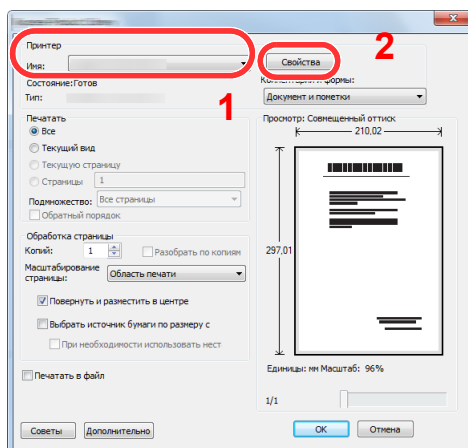 Принтер
Имя:
Свойства
2
Состояние:Готов
Комментарии и формы:
Тип:
1
Документ и пометки
Печатать
Все
Текущий вид
Текущую страницу
Страницы 1
Подмножество: Все страницы
Обратный порядок
Просмотр: Совмещенный оттиск
210,02
297,01
Обработка страницы
Копий: 1 Разобрать по копиям
Масштабирование
страницы: Область печати
Повернуть и разместить в центре
Выбрать источник бумаги по размеру с
При необходимости использовать нест
Единицы: мм Масштаб: 96%
Печатать в файл
1/1
Советы Дополнительно
OK Отмена